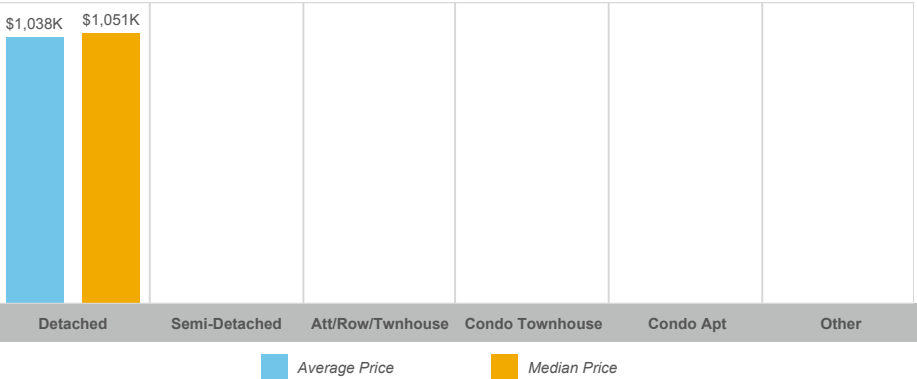 $1,038K $1,051K
Detached Semi-Detached Att/Row/Twnhouse Condo Townhouse Condo Apt Other
Average Price Median Price